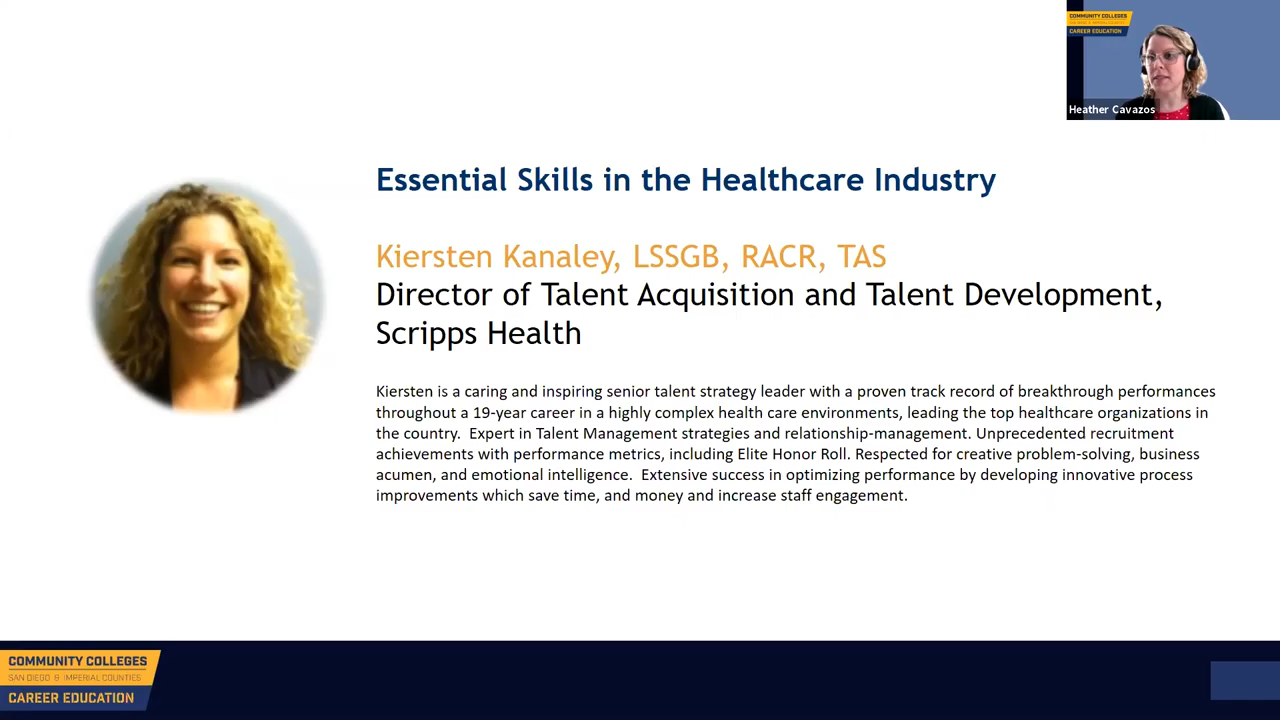 COMMUNITY COLLEGES
CAREER EDUCATION
Heather Cavazos
Essential Skills in the Healthcare Industry
Kiersten Kanaley, LSSGB, RACR, TAS
Director of Talent Acquisition and Talent Development,
Scripps Health
Kiersten is a caring and inspiring senior talent strategy leader with a proven track record of breakthrough performances
throughout a 19-year career in a highly complex health care environments, leading the top healthcare organizations in
the country.  Expert in Talent Management strategies and relationship-management. Unprecedented recruitment
achievements with performance metrics, including Elite Honor Roll. Respected for creative problem-solving, business
acumen, and emotional intelligence.  Extensive success in optimizing performance by developing innovative process
improvements which save time, and money and increase staff engagement.
COMMUNITY COLLEGES
SAN DIEGO & IMPERIAL COUNTIES
CAREER EDUCATION